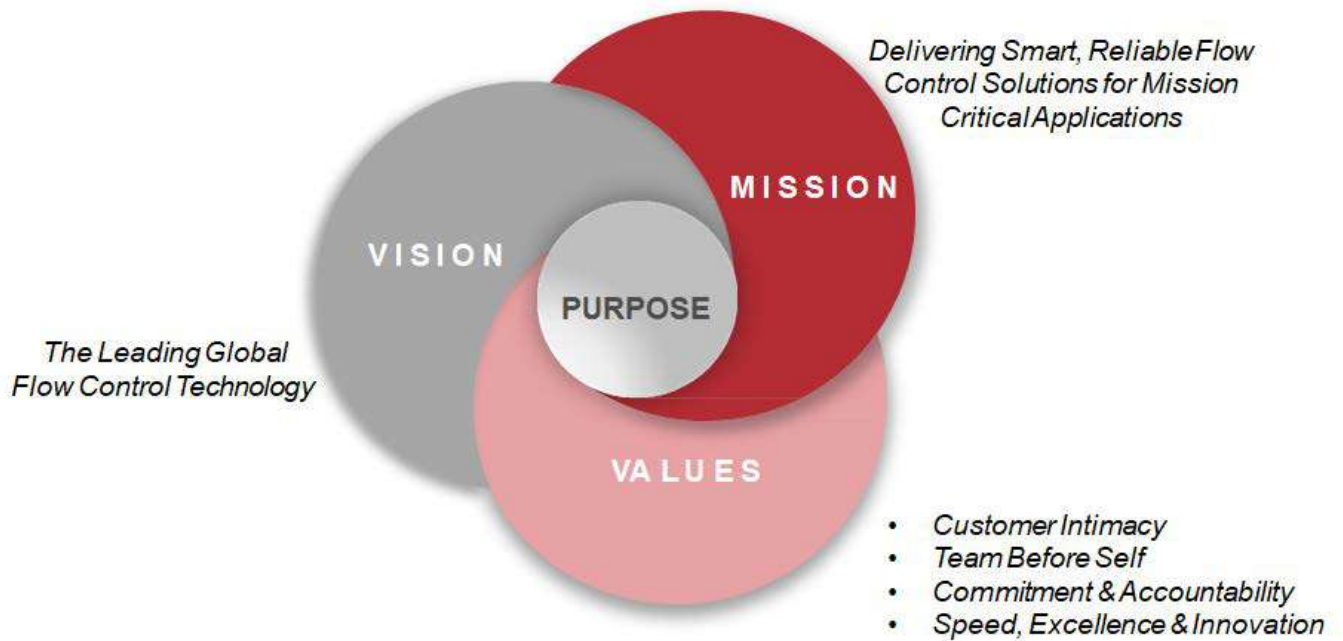 Delivering Smart, Reliable Flow
Control Solutions for Mission
Critical Applications
MISSION
VISION
PURPOSE
The Leading Global
Flow Control Technology
VALUES
• Customer Intimacy
• Team Before Self
• Commitment & Accountability
• Speed, Excellence & Innovation